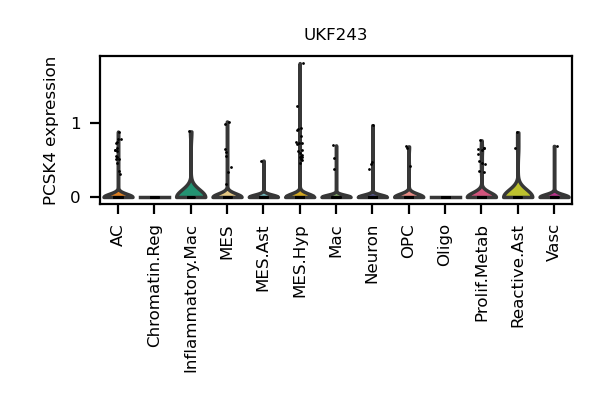 UKF243
PCSK4 expression
1
0
AC
Chromatin.Reg
Inflammatory.Mac
MES
MES.Ast
MES.Hyp
Mac
Neuron
OPC
Oligo
Prolif.Metab
Reactive.Ast
Vasc